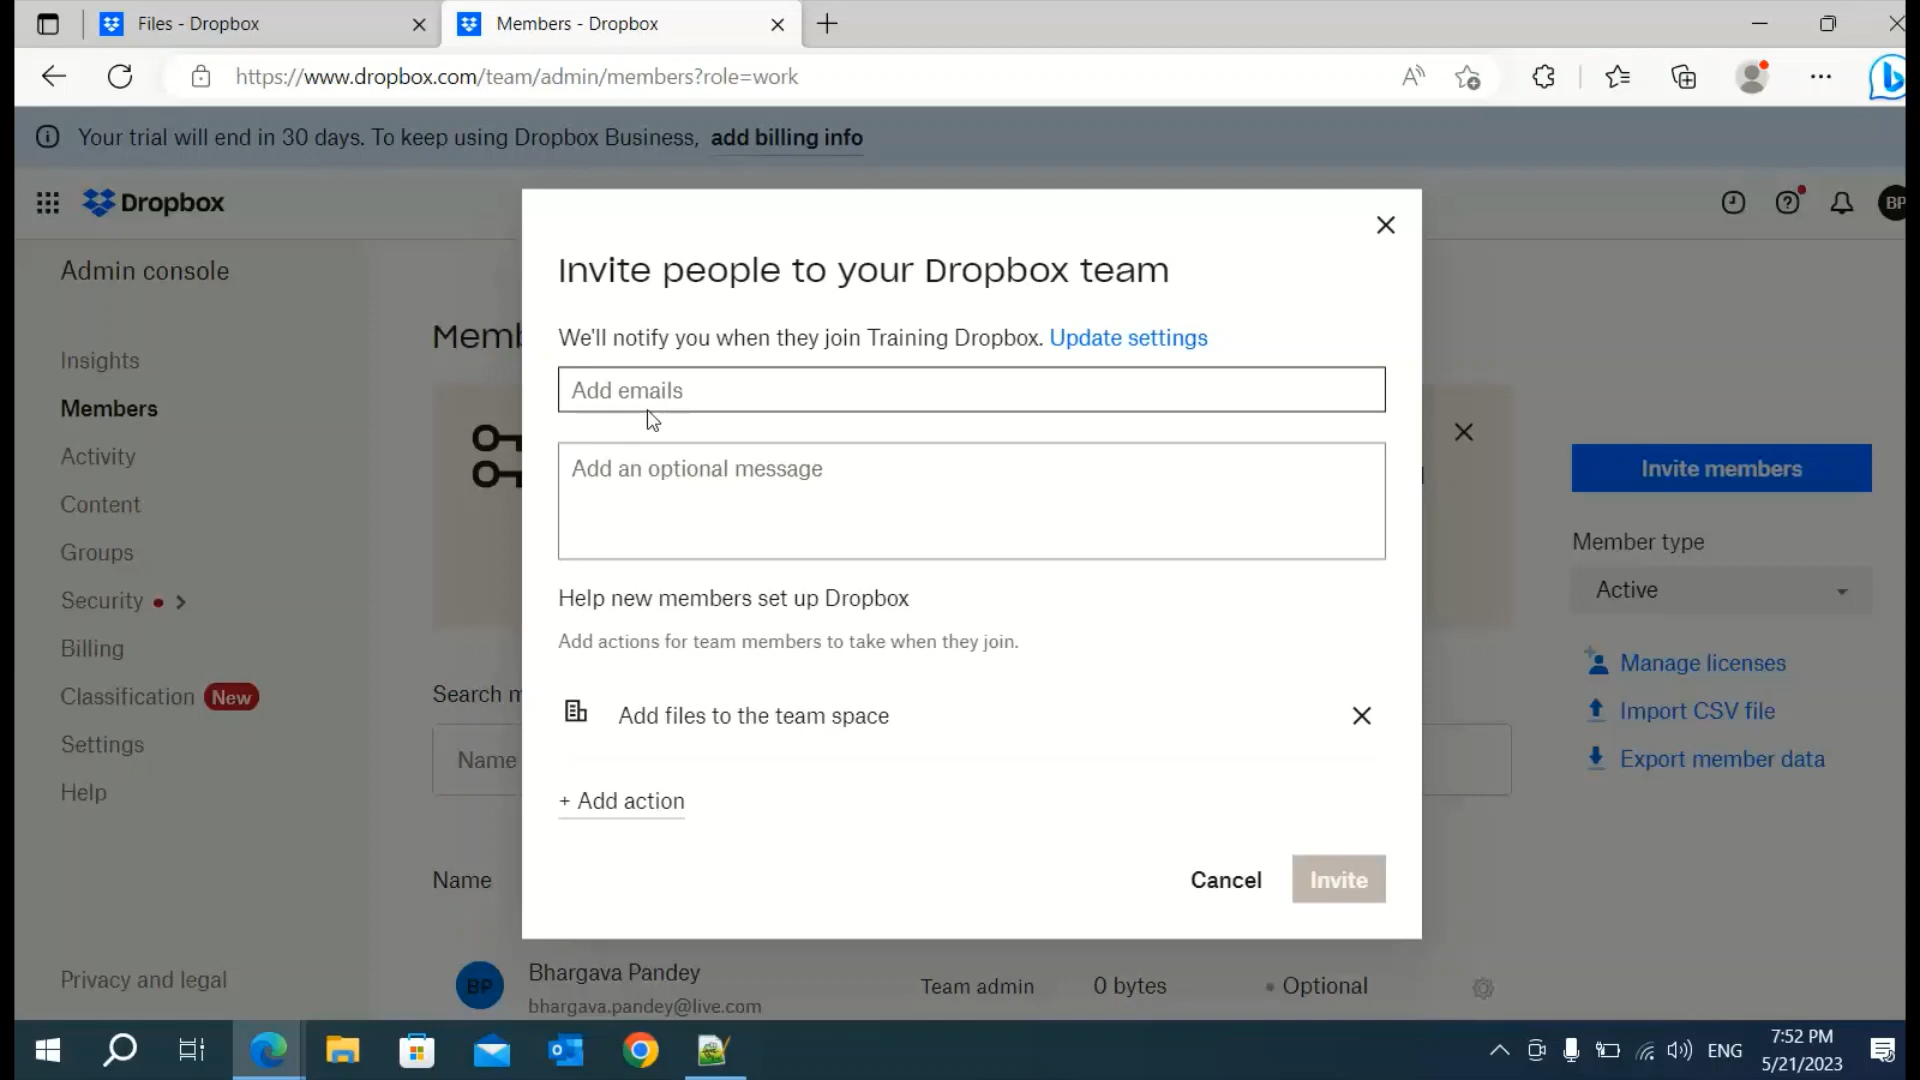 Files - Dropbox
Members - Dropbox
https://www.dropbox.com/team/admin/members?role=work
Your trial will end in 30 days. To keep using Dropbox Business, add billing info
Dropbox
BP
Admin console
Insights
Members
Activity
Content
Groups
Security
Billing
Classification New
Settings
Help
Privacy and legal
Memb
Search m
Name
Name
Invite people to your Dropbox team
We'll notify you when they join Training Dropbox. Update settings
Add emails
Add an optional message
Help new members set up Dropbox
Add actions for team members to take when they join.
Add files to the team space
+ Add action
Cancel
Invite
BP
Bhargava Pandey
bhargava.pandey@live.com
Team admin
0 bytes
Optional
Invite members
Member type
Active
Manage licenses
Import CSV file
Export member data
ENG
7:52 PM
5/21/2023